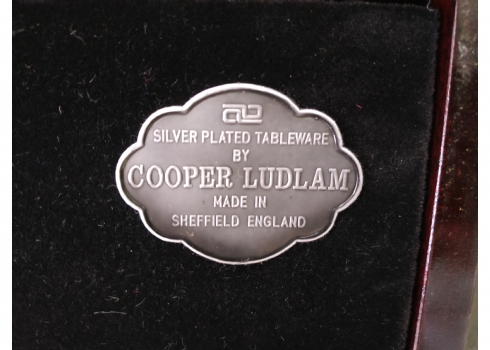 SILVER PLATED TABLEWARE
BY
COOPER LUDLAM
MADE IN
SHEFFIELD ENGLAND